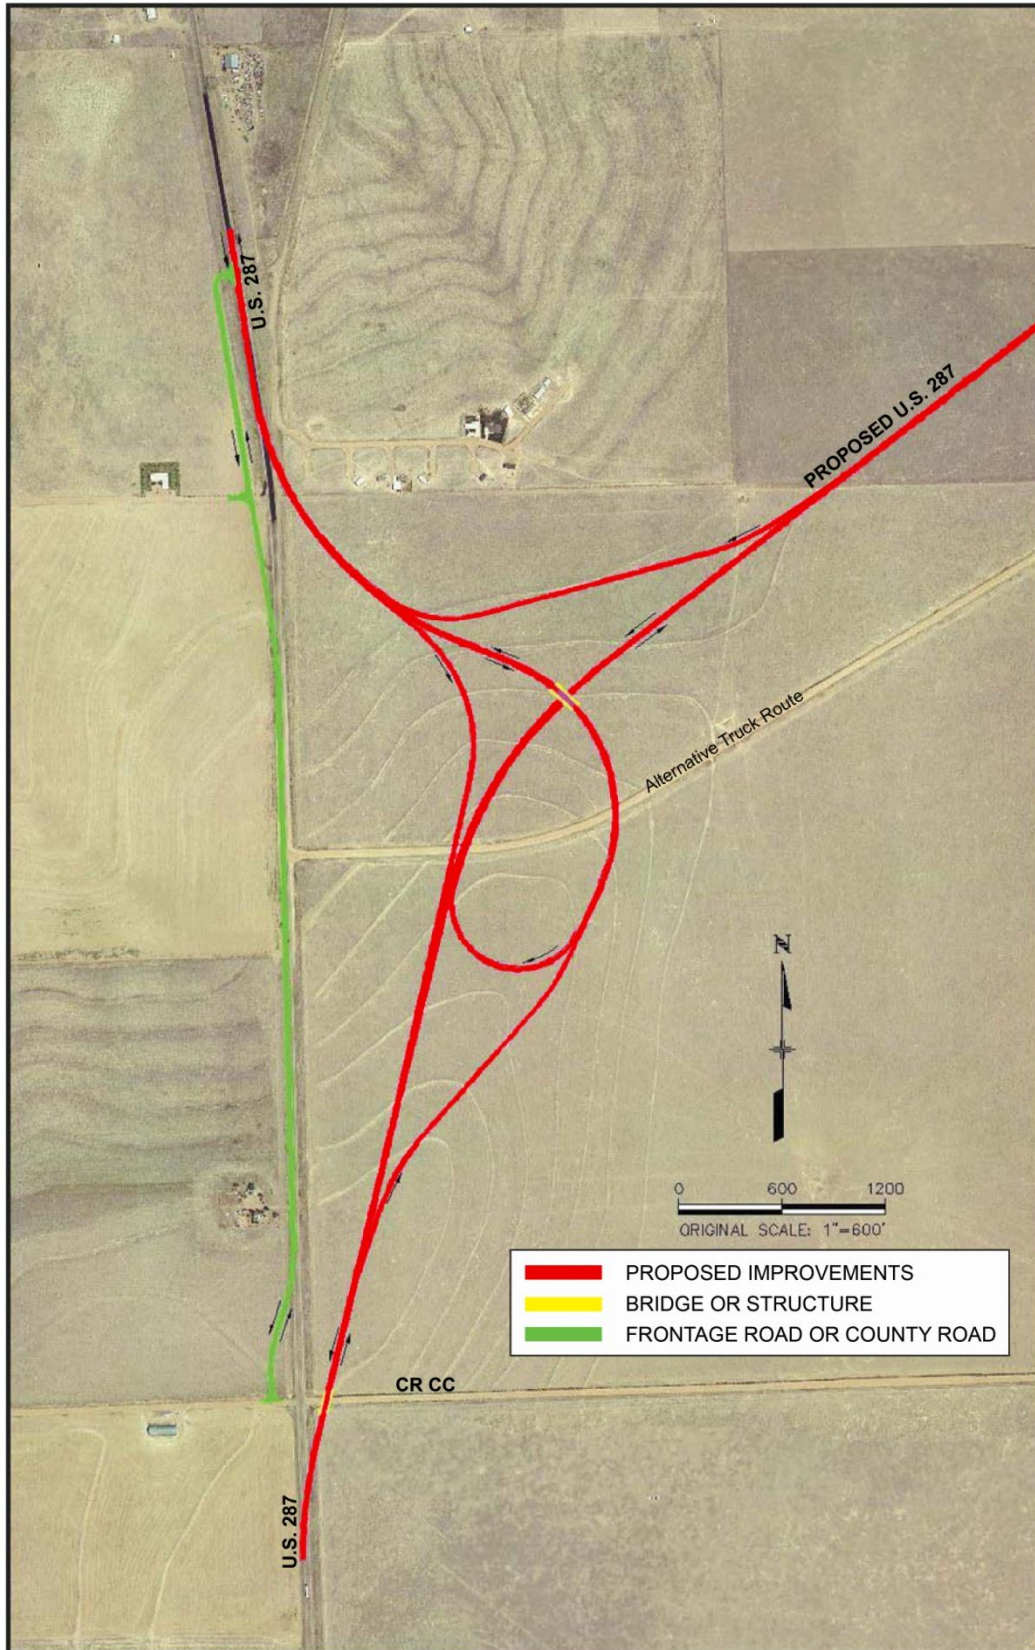 U.S. 287
PROPOSED U.S. 287
Alternative Truck Route
N
0 600 1200
ORIGINAL SCALE: 1"=600'
PROPOSED IMPROVEMENTS
BRIDGE OR STRUCTURE
FRONTAGE ROAD OR COUNTY ROAD
CR CC
U.S. 287